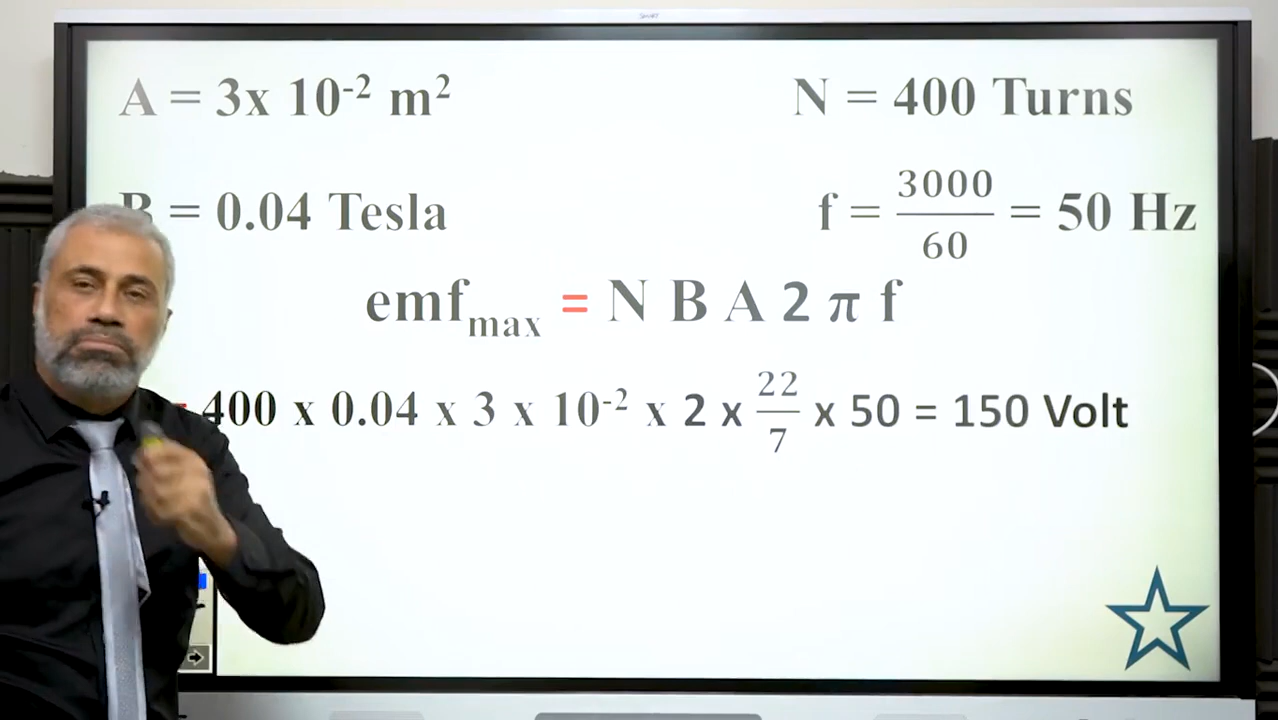 A = 3x 10⁻² m²
N = 400 Turns
B = 0.04 Tesla
f = 3000/60 = 50 Hz
emf_max = N B A 2 π f
= 400 x 0.04 x 3 x 10⁻² x 2 x 22/7 x 50 = 150 Volt